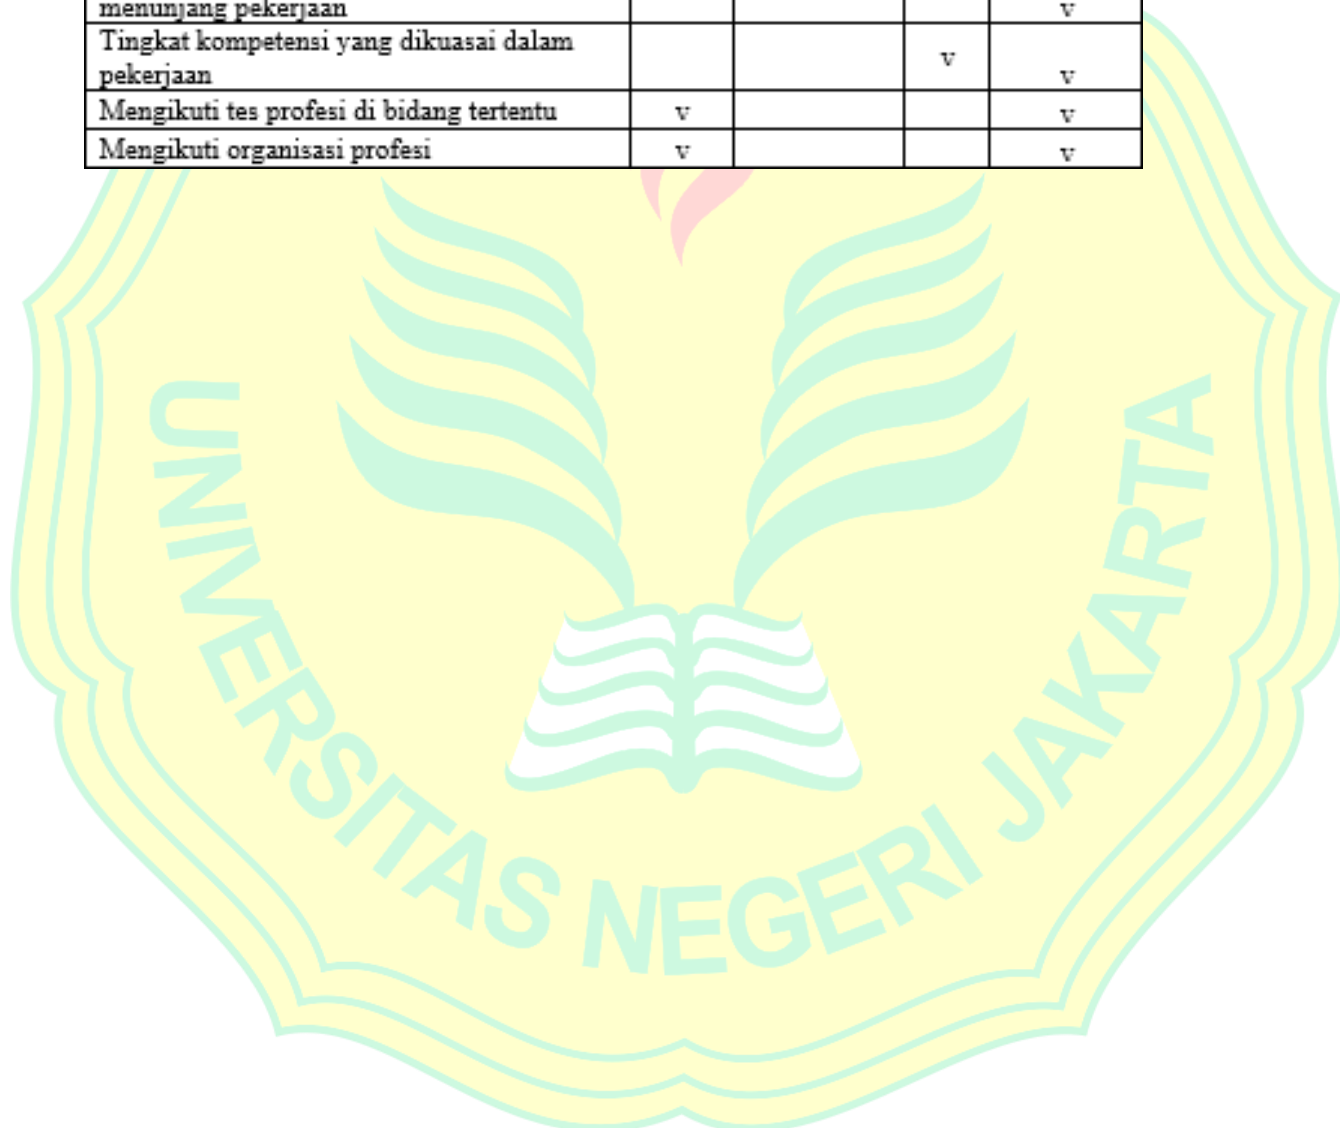 menunjang pekerjaan v
Tingkat kompetensi yang dikuasai dalam
pekerjaan v v
Mengikuti tes profesi di bidang tertentu v v
Mengikuti organisasi profesi v v
UNIVERSITAS NEGERI JAKARTA